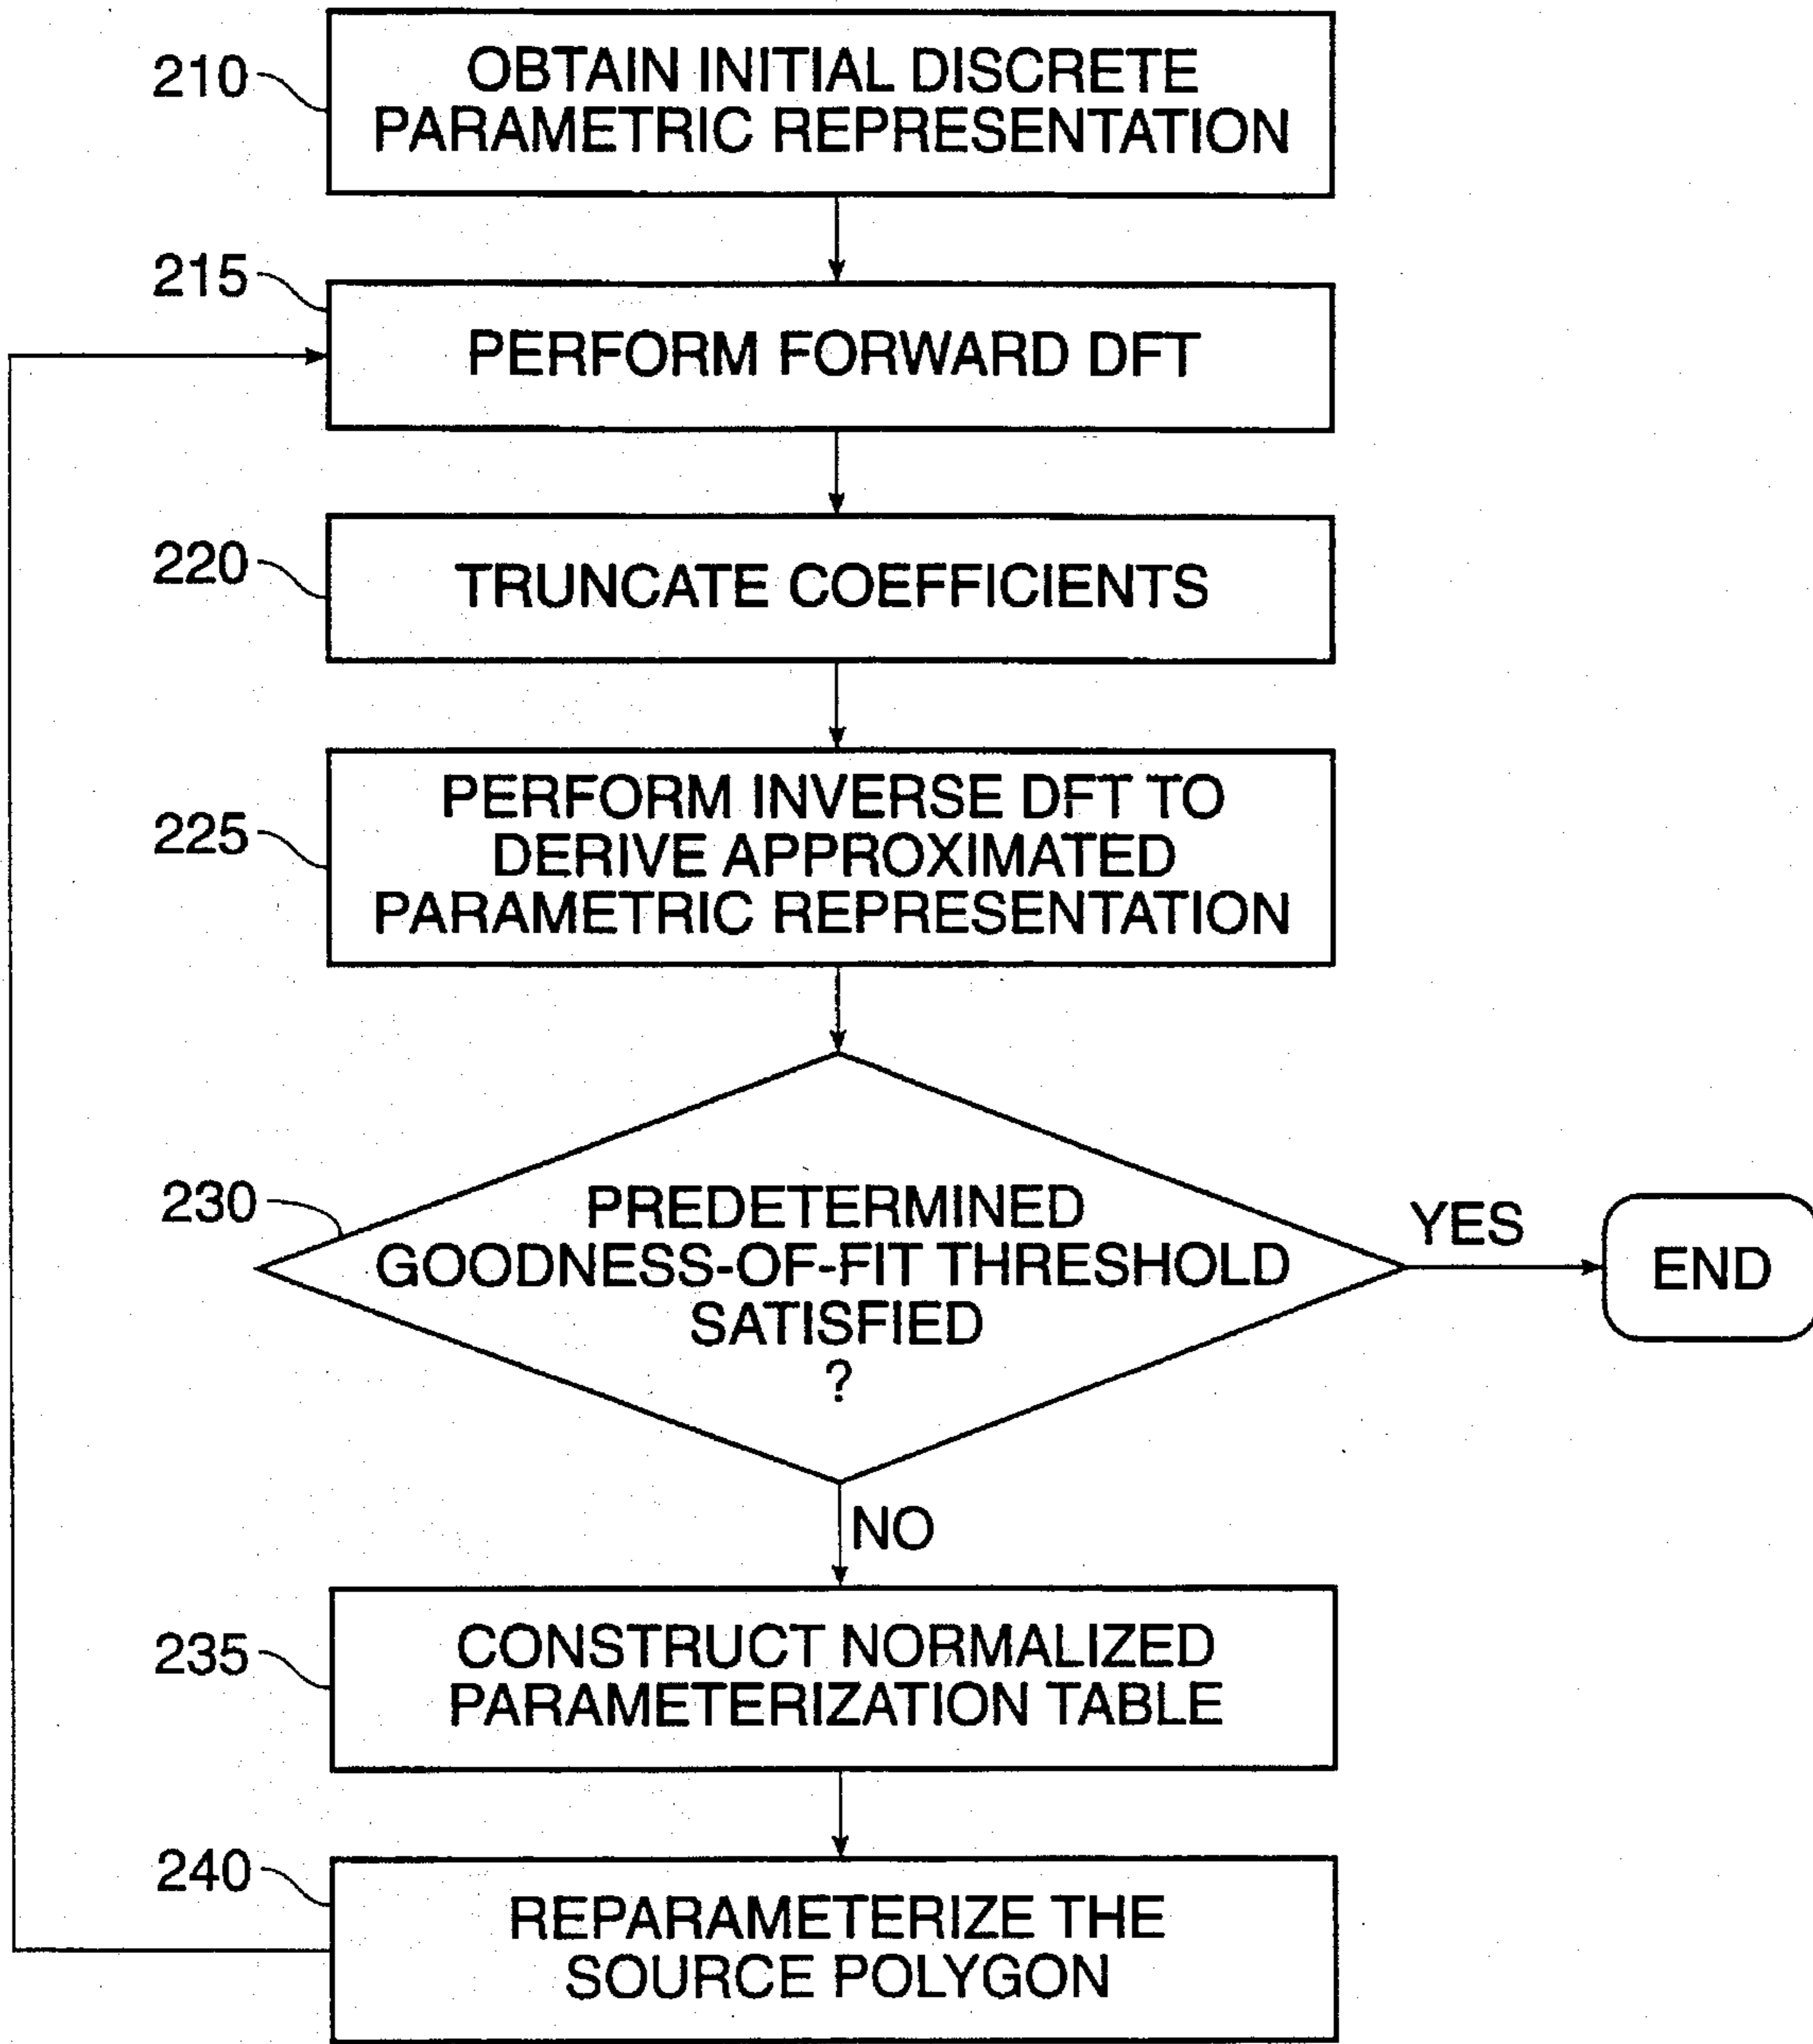 210
OBTAIN INITIAL DISCRETE
PARAMETRIC REPRESENTATION
215
PERFORM FORWARD DFT
220
TRUNCATE COEFFICIENTS
225
PERFORM INVERSE DFT TO
DERIVE APPROXIMATED
PARAMETRIC REPRESENTATION
230
PREDETERMINED
GOODNESS-OF-FIT THRESHOLD
SATISFIED
?
YES
END
NO
235
CONSTRUCT NORMALIZED
PARAMETERIZATION TABLE
240
REPARAMETERIZE THE
SOURCE POLYGON